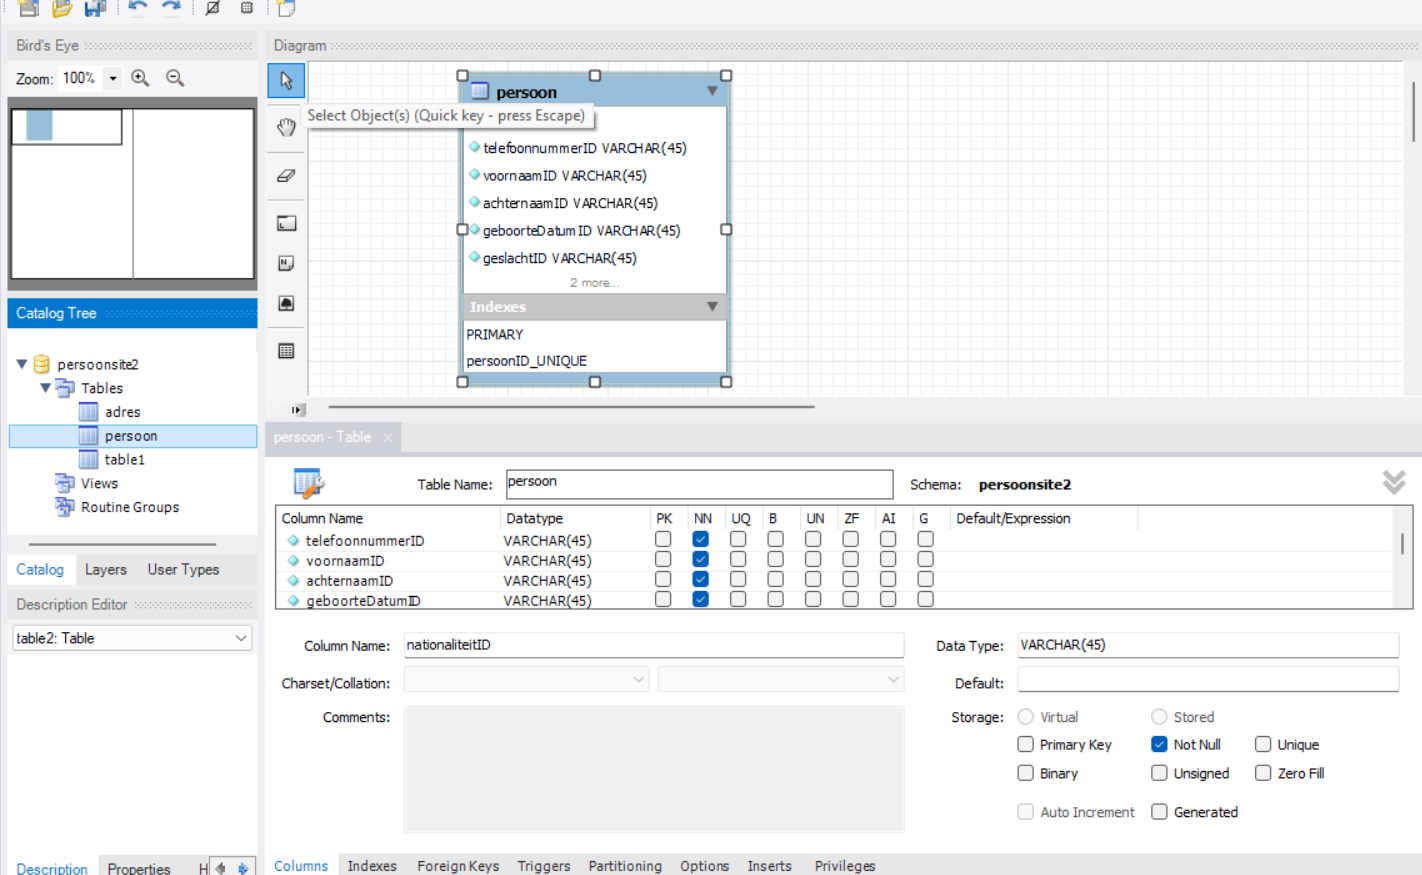 Bird's Eye
Zoom: 100%
Catalog Tree
persoonsite2
Tables
adres
persoon
table1
Views
Routine Groups
Catalog Layers User Types
Description Editor
table2: Table
Description Properties H
Diagram
persoon
Select Object(s) (Quick key - press Escape)
telefoonnummerID VARCHAR(45)
voornaamID VARCHAR(45)
achternaamID VARCHAR(45)
geboorteDatumID VARCHAR(45)
geslachtID VARCHAR(45)
2 more...
Indexes
PRIMARY
persoonID_UNIQUE
persoon - Table
Table Name: persoon Schema: persoonsite2
Column Name Datatype PK NN UQ B UN ZF AI G Default/Expression
telefoonnummerID VARCHAR(45)
voornaamID VARCHAR(45)
achternaamID VARCHAR(45)
geboorteDatumID VARCHAR(45)
Column Name: nationaliteitID Data Type: VARCHAR(45)
Charset/Collation: Default:
Comments: Storage: Virtual Stored
Primary Key Not Null Unique
Binary Unsigned Zero Fill
Auto Increment Generated
Columns Indexes Foreign Keys Triggers Partitioning Options Inserts Privileges